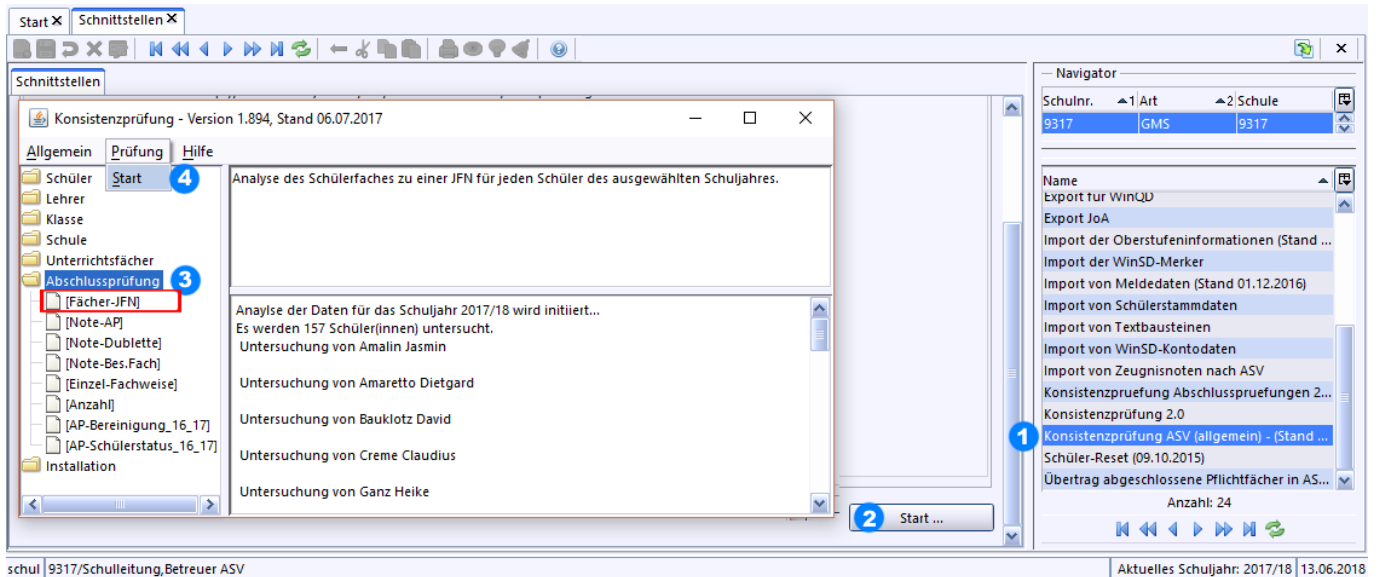 Start
Schnittstellen
Schnittstellen
Konsistenzprüfung - Version 1.894, Stand 06.07.2017
Allgemein Prüfung Hilfe
Start 4
Schüler
Lehrer
Klasse
Schule
Unterrichtsfächer
Abschlussprüfung 3
[Fächer-JFN]
[Note-AP]
[Note-Dublette]
[Note-Bes.Fach]
[Einzel-Fachweise]
[Anzahl]
[AP-Bereinigung_16_17]
[AP-Schülerstatus_16_17]
Installation
Analyse des Schülerfaches zu einer JFN für jeden Schüler des ausgewählten Schuljahres.
Anaylse der Daten für das Schuljahr 2017/18 wird initiiert...
Es werden 157 Schüler(innen) untersucht.
Untersuchung von Amalin Jasmin
Untersuchung von Amaretto Dietgard
Untersuchung von Bauklotz David
Untersuchung von Creme Claudius
Untersuchung von Ganz Heike
2 Start ...
Navigator
Schulnr. 1 Art 2 Schule
9317 GMS 9317
Name
Export für WinQD
Export JoA
Import der Oberstufeninformationen (Stand ...
Import der WinSD-Merker
Import von Meldedaten (Stand 01.12.2016)
Import von Schülerstammdaten
Import von Textbausteinen
Import von WinSD-Kontodaten
Import von Zeugnisnoten nach ASV
Konsistenzpruefung Abschlusspruefungen 2...
Konsistenzprüfung 2.0
1 Konsistenzprüfung ASV (allgemein) - (Stand ...
Schüler-Reset (09.10.2015)
Übertrag abgeschlossene Pflichtfächer in AS...
Anzahl: 24
schul 9317/Schulleitung,Betreuer ASV
Aktuelles Schuljahr: 2017/18 13.06.2018